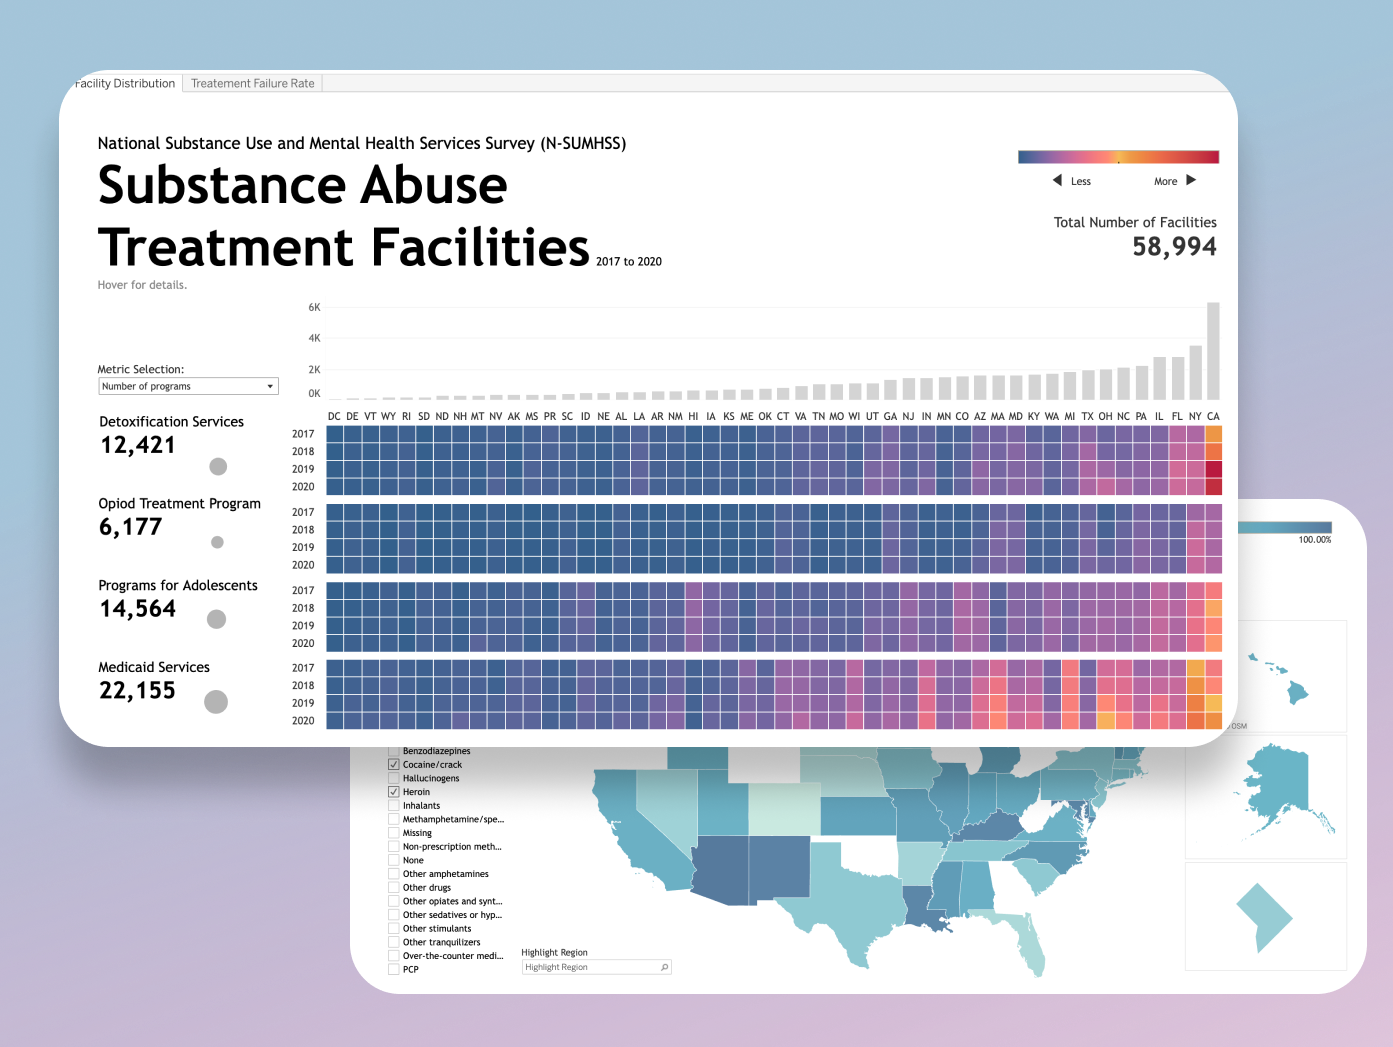 Facility Distribution
Treatement Failure Rate
National Substance Use and Mental Health Services Survey (N-SUMHSS)
Substance Abuse
Treatment Facilities 2017 to 2020
Hover for details.
Less
More
Total Number of Facilities
58,994
6K
4K
2K
0K
Metric Selection:
Number of programs
DC DE VT WY RI SD ND NH MT NV AK MS PR SC ID NE AL LA AR NM HI IA KS ME OK CT VA TN MO WI UT GA NJ IN MN CO AZ MA MD KY WA MI TX OH NC PA IL FL NY CA
Detoxification Services
12,421
2017
2018
2019
2020
Opiod Treatment Program
6,177
2017
2018
2019
2020
Programs for Adolescents
14,564
2017
2018
2019
2020
Medicaid Services
22,155
2017
2018
2019
2020
100.00%
OSM
Benzodiazepines
Cocaine/crack
Hallucinogens
Heroin
Inhalants
Methamphetamine/spe...
Missing
Non-prescription meth...
None
Other amphetamines
Other drugs
Other opiates and synt...
Other sedatives or hyp...
Other stimulants
Other tranquilizers
Over-the-counter medi...
PCP
Highlight Region
Highlight Region